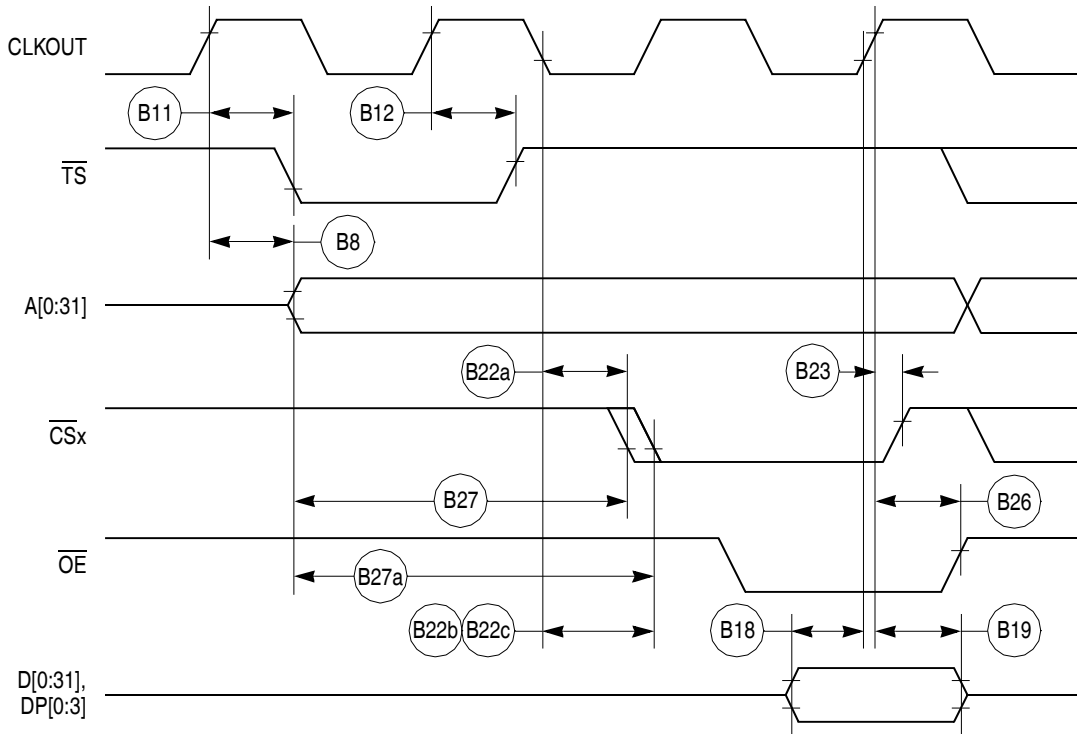 CLKOUT
B11
B12
TS
B8
A[0:31]
B22a
B23
CSx
B27
B26
OE
B27a
B22b B22c
B18
B19
D[0:31],
DP[0:3]